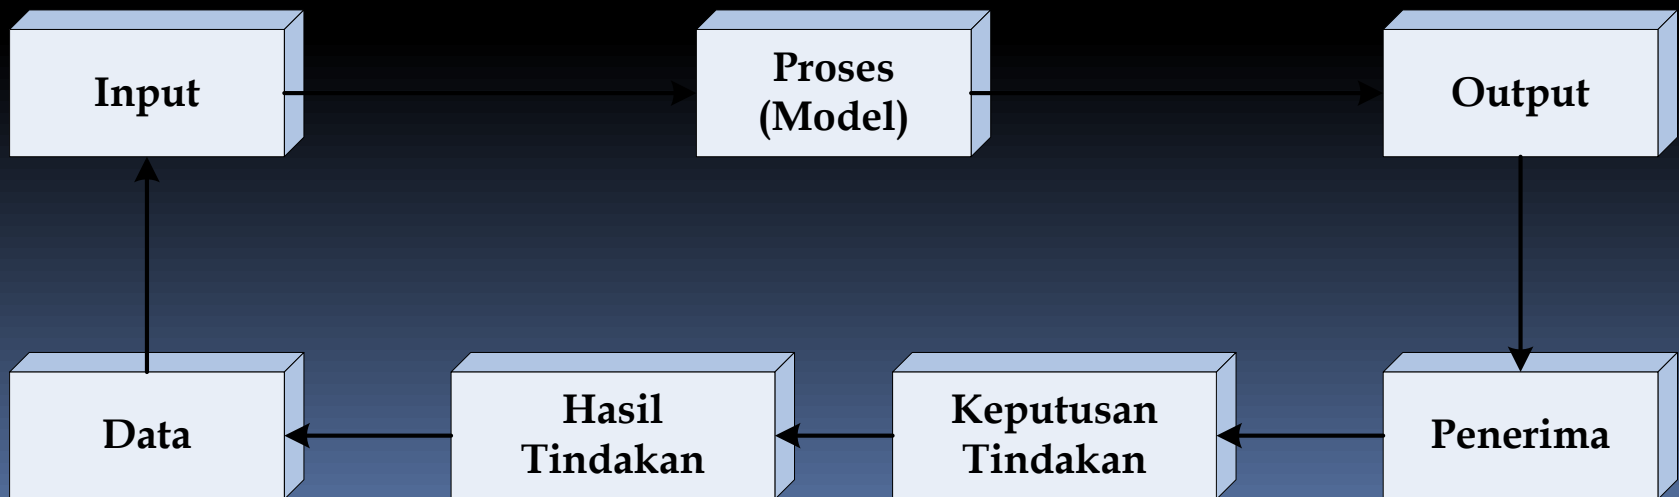 Input
Proses
(Model)
Output
Data
Hasil
Tindakan
Keputusan
Tindakan
Penerima